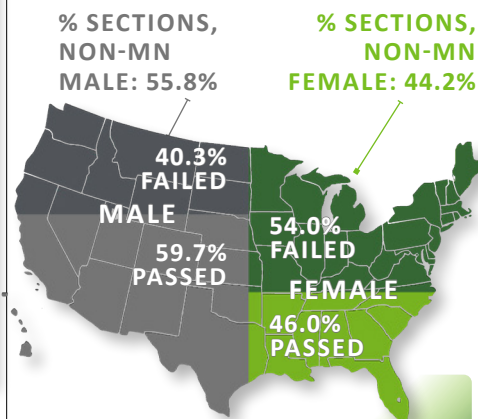 % SECTIONS,
NON-MN
MALE: 55.8%
% SECTIONS,
NON-MN
FEMALE: 44.2%
40.3%
FAILED
MALE
59.7%
PASSED
54.0%
FAILED
FEMALE
46.0%
PASSED